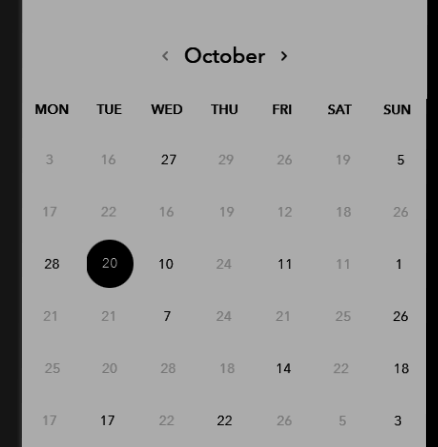 ‹ October ›
MON TUE WED THU FRI SAT SUN
3 16 27 29 26 19 5
17 22 16 19 12 18 26
28 20 10 24 11 11 1
21 21 7 24 21 25 26
25 20 28 18 14 22 18
17 17 22 22 26 5 3